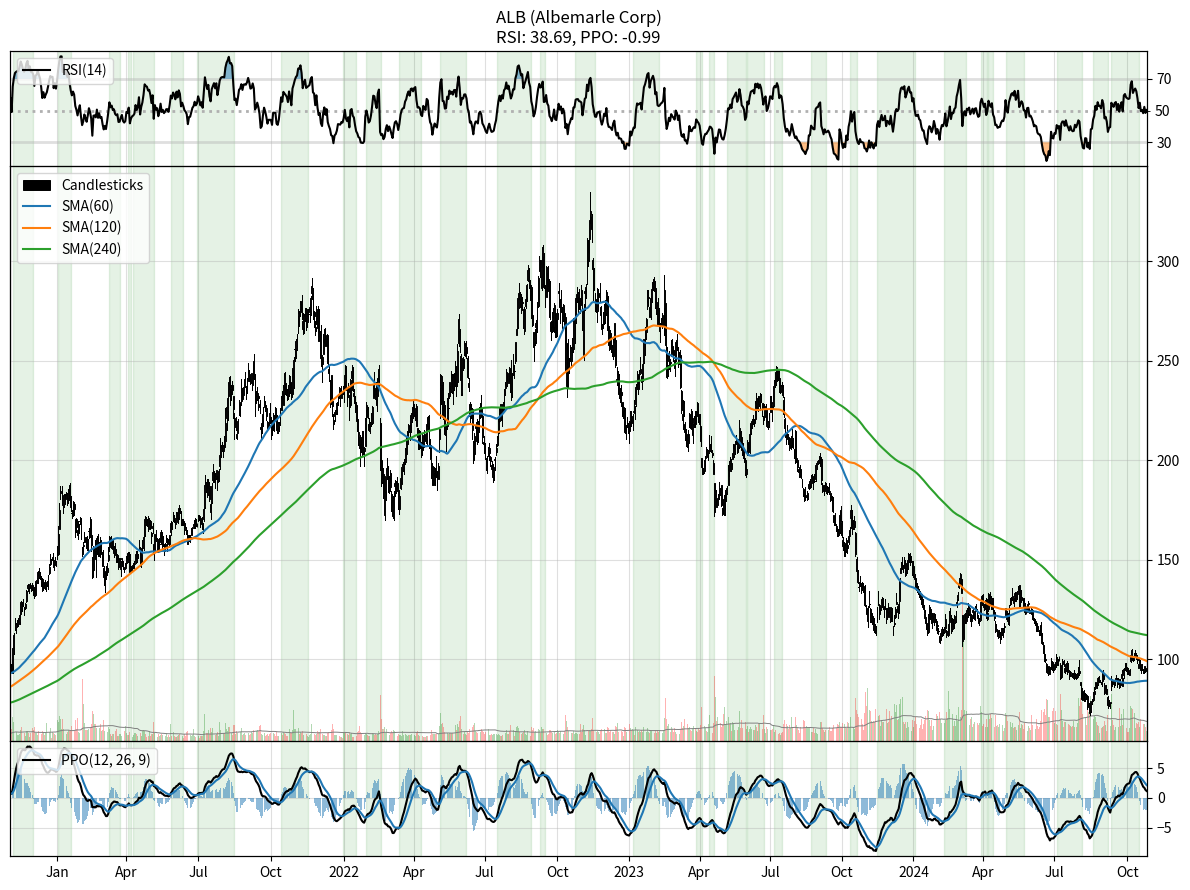 ALB (Albemarle Corp)
RSI: 38.69, PPO: -0.99
RSI(14)
70
50
30
Candlesticks
SMA(60)
SMA(120)
SMA(240)
300
250
200
150
100
PPO(12, 26, 9)
5
0
−5
Jan Apr Jul Oct 2022 Apr Jul Oct 2023 Apr Jul Oct 2024 Apr Jul Oct